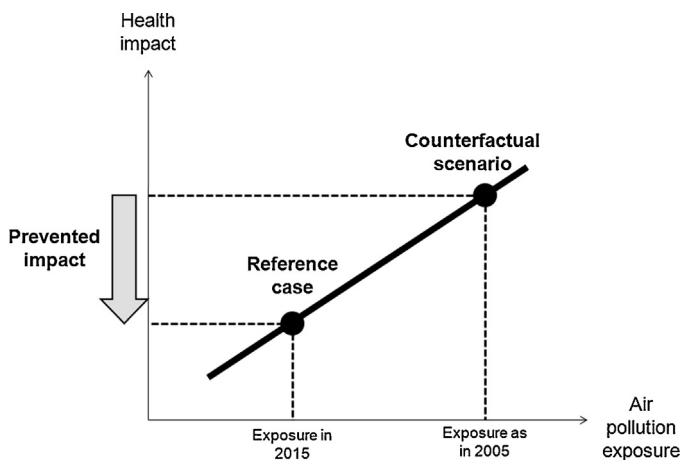 Health
impact
Counterfactual
scenario
Prevented
impact
Reference
case
Exposure in
2015
Exposure as
in 2005
Air
pollution
exposure